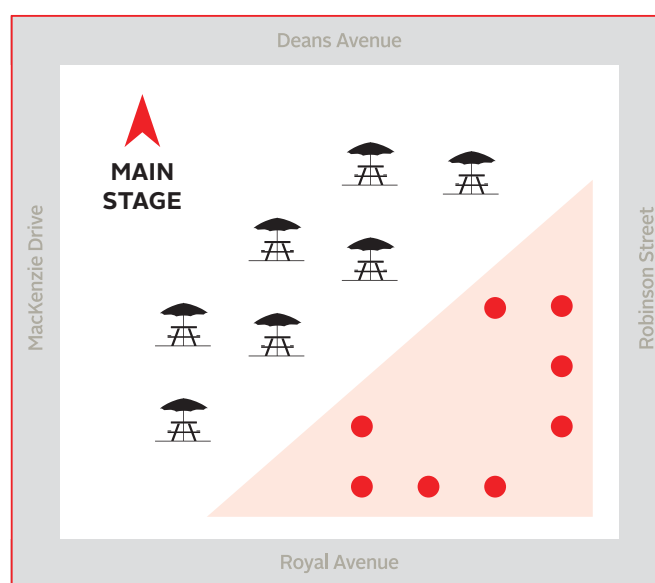 Deans Avenue
MAIN
STAGE
MacKenzie Drive
Robinson Street
Royal Avenue